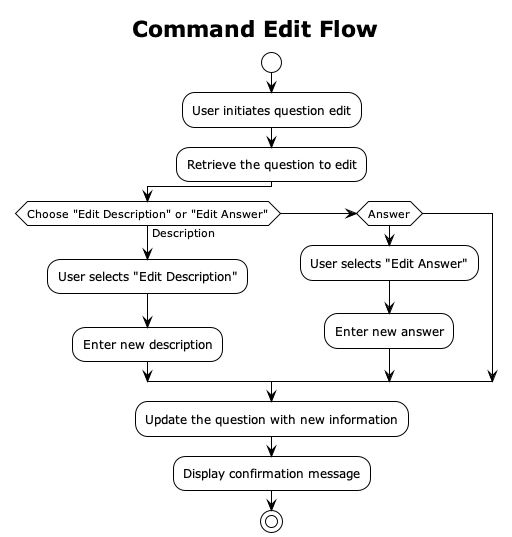 Command Edit Flow
User initiates question edit
Retrieve the question to edit
Choose "Edit Description" or "Edit Answer"
Answer
Description
User selects "Edit Description"
User selects "Edit Answer"
Enter new description
Enter new answer
Update the question with new information
Display confirmation message